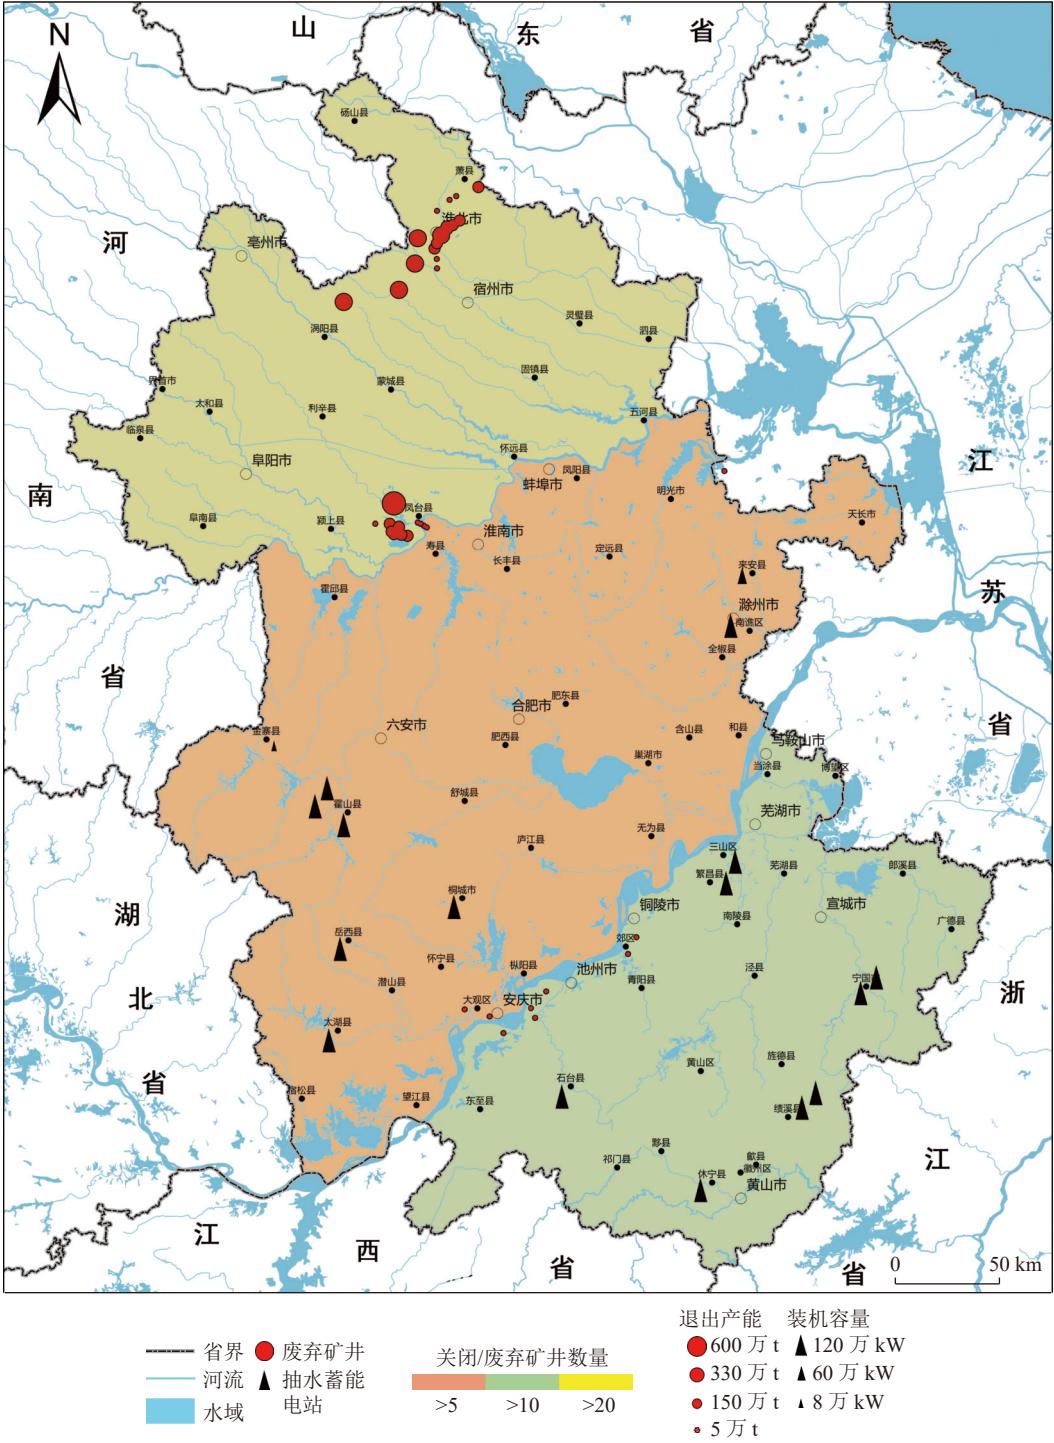 N
山
东
省
砀山县
萧县
淮北市
河
亳州市
宿州市
灵璧县
泗县
涡阳县
固镇县
界首市
蒙城县
太和县
利辛县
五河县
临泉县
怀远县
江
阜阳市
凤阳县
蚌埠市
明光市
南
凤台县
天长市
阜南县
颍上县
淮南市
寿县
定远县
长丰县
来安县
霍邱县
苏
滁州市
南谯区
全椒县
省
肥东县
合肥市
省
金寨县
六安市
肥西县
含山县
和县
马鞍山市
巢湖市
当涂县
博望区
舒城县
霍山县
芜湖市
无为县
庐江县
三山区
芜湖县
郎溪县
繁昌县
桐城市
湖
铜陵市
南陵县
宣城市
广德县
岳西县
郊区
怀宁县
枞阳县
池州市
泾县
宁国市
潜山县
青阳县
浙
北
大观区
安庆市
太湖县
黄山区
旌德县
省
石台县
宿松县
望江县
东至县
绩溪县
黟县
歙县
祁门县
徽州区
江
休宁县
黄山市
江
西
省
省
0
50 km
省界
废弃矿井
河流
抽水蓄能
电站
水域
关闭/废弃矿井数量
>5
>10
>20
退出产能
装机容量
600 万 t
120 万 kW
330 万 t
60 万 kW
150 万 t
8 万 kW
5 万 t